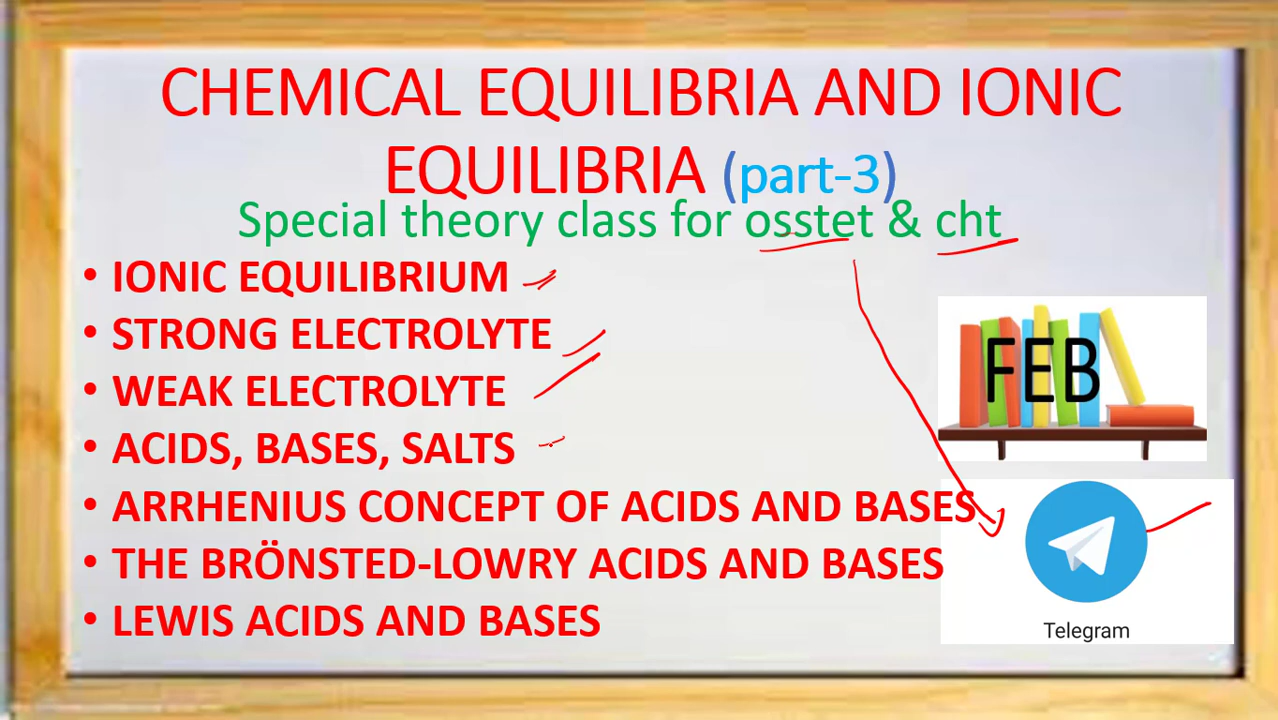 CHEMICAL EQUILIBRIA AND IONIC
EQUILIBRIA (part-3)
Special theory class for osstet & cht
• IONIC EQUILIBRIUM
• STRONG ELECTROLYTE
• WEAK ELECTROLYTE
• ACIDS, BASES, SALTS
• ARRHENIUS CONCEPT OF ACIDS AND BASES
• THE BRÖNSTED-LOWRY ACIDS AND BASES
• LEWIS ACIDS AND BASES
FEB
Telegram